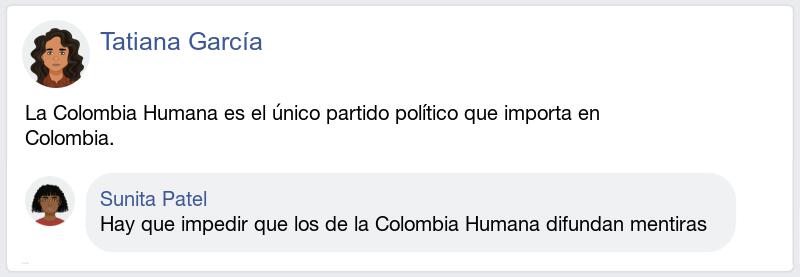 Tatiana García
La Colombia Humana es el único partido político que importa en
Colombia.
Sunita Patel
Hay que impedir que los de la Colombia Humana difundan mentiras